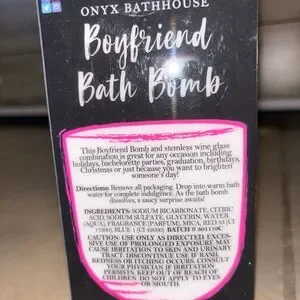 ONYX BATHHOUSE
Boyfriend
Bath Bomb
This Boyfriend Bomb and stemless wine glass
combination is great for any occasion including
holidays, bachelorette parties, graduation, birthdays,
Christmas or just because you want to brighten
someone's day!
Directions: Remove all packaging. Drop into warm bath
water for complete indulgence. As the bath bomb
dissolves, a saucy surprise awaits!
INGREDIENTS: SODIUM BICARBONATE, CITRIC
ACID, SODIUM SULFATE, GLYCERIN, WATER
(AQUA), FRAGRANCE (PARFUM), MICA, RED 33 (CI
17200), BLUE 1 (CI 42090) BATCH #
CAUTION: USE ONLY AS DIRECTED. EXCES-
SIVE USE OF PROLONGED EXPOSURE MAY
CAUSE IRRITATION TO SKIN AND URINARY
TRACT. DISCONTINUE USE IF RASH,
REDNESS OR ITCHING OCCURS. CONSULT
YOUR PHYSICIAN IF IRRITATION
PERSISTS. KEEP OUT OF REACH OF
CHILDREN. DO NOT APPLY TO EYES
OR MOUTH.